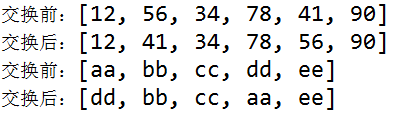 交换前：[12, 56, 34, 78, 41, 90]
交换后：[12, 41, 34, 78, 56, 90]
交换前：[aa, bb, cc, dd, ee]
交换后：[dd, bb, cc, aa, ee]